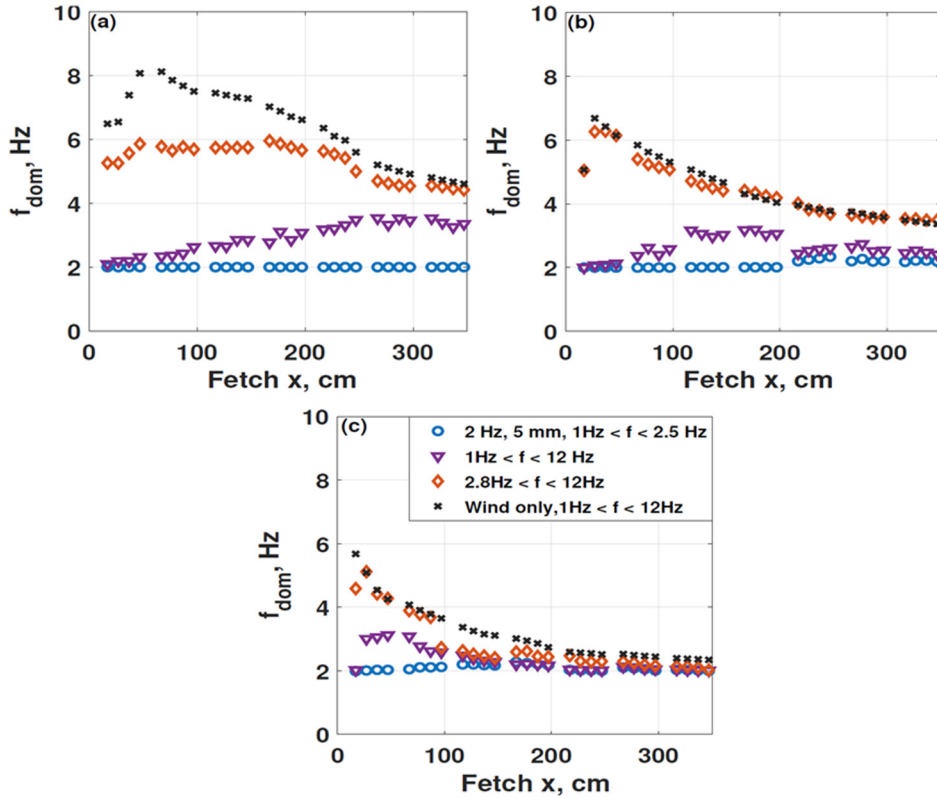 (a)
10
8
6
4
2
0
f_dom, Hz
0 100 200 300
Fetch x, cm
(b)
10
8
6
4
2
0
f_dom, Hz
0 100 200 300
Fetch x, cm
(c)
10
8
6
4
2
0
f_dom, Hz
2 Hz, 5 mm, 1Hz < f < 2.5 Hz
1Hz < f < 12 Hz
2.8Hz < f < 12Hz
Wind only,1Hz < f < 12Hz
0 100 200 300
Fetch x, cm